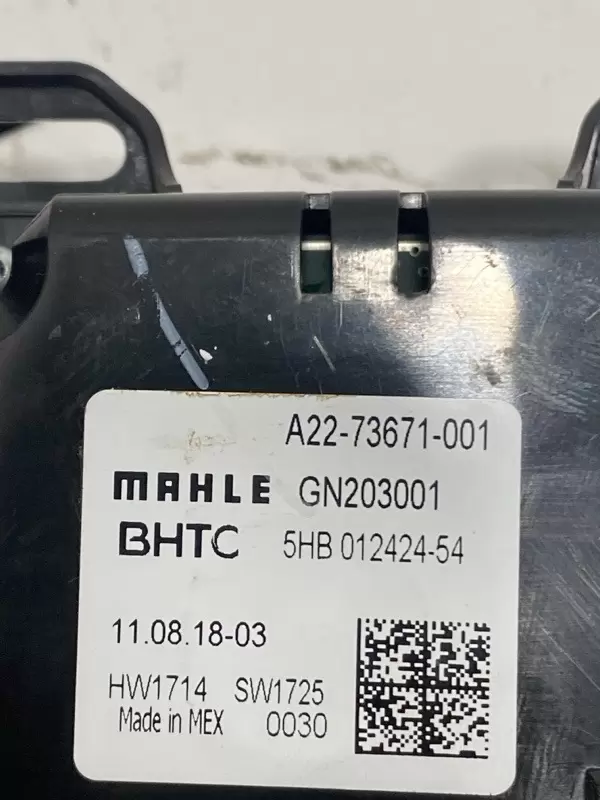 A22-73671-001
MAHLE GN203001
BHTC 5HB 012424-54
11.08.18-03
HW1714 SW1725
Made in MEX 0030